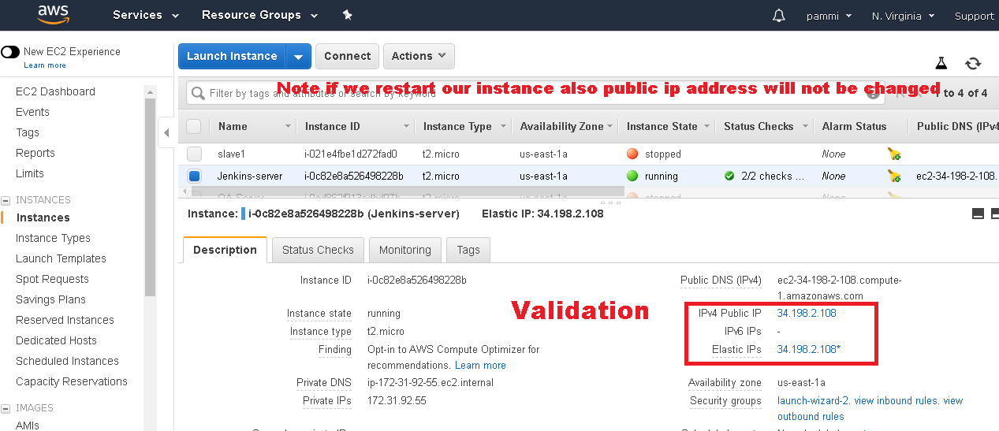 aws
Services
Resource Groups
pammi
N. Virginia
Support
New EC2 Experience
Learn more
EC2 Dashboard
Events
Tags
Reports
Limits
INSTANCES
Instances
Instance Types
Launch Templates
Spot Requests
Savings Plans
Reserved Instances
Dedicated Hosts
Scheduled Instances
Capacity Reservations
IMAGES
AMIs
Launch Instance
Connect
Actions
Note if we restart our instance also public ip address will not be changed
Filter by tags and attributes or search by keyword
1 to 4 of 4
Name Instance ID Instance Type Availability Zone Instance State Status Checks Alarm Status Public DNS (IPv4
slave1 i-021e4fbe1d272fad0 t2.micro us-east-1a stopped None
Jenkins-server i-0c82e8a526498228b t2.micro us-east-1a running 2/2 checks ... None ec2-34-198-2-108.
t2.micro us-east-1a stopped None
Instance: i-0c82e8a526498228b (Jenkins-server) Elastic IP: 34.198.2.108
Description Status Checks Monitoring Tags
Instance ID i-0c82e8a526498228b
Instance state running
Instance type t2.micro
Finding Opt-in to AWS Compute Optimizer for
recommendations. Learn more
Private DNS ip-172-31-92-55.ec2.internal
Private IPs 172.31.92.55
Validation
Public DNS (IPv4) ec2-34-198-2-108.compute-
1.amazonaws.com
IPv4 Public IP 34.198.2.108
IPv6 IPs -
Elastic IPs 34.198.2.108*
Availability zone us-east-1a
Security groups launch-wizard-2. view inbound rules. view
outbound rules